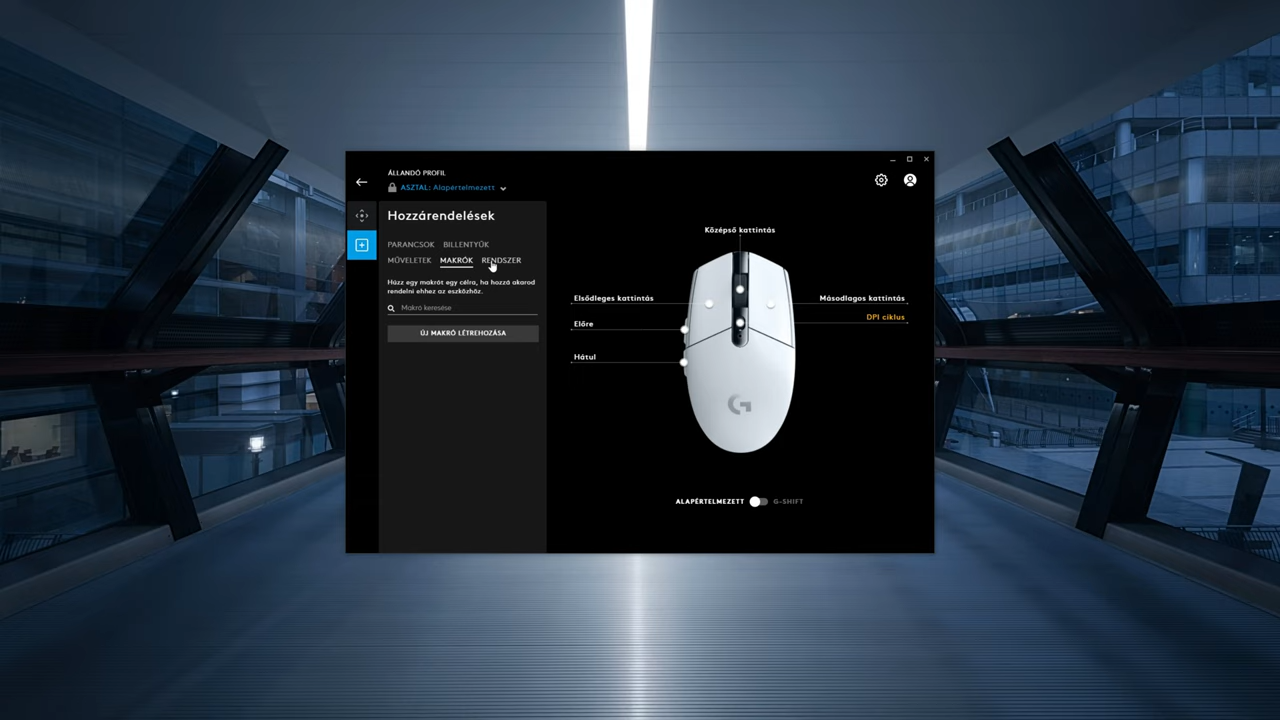 ÁLLANDÓ PROFIL
ASZTAL: Alapértelmezett
Hozzárendelések
PARANCSOK BILLENTYŰK
MŰVELETEK MAKRÓK RENDSZER
Húzz egy makrót egy célra, ha hozzá akarod
rendelni ehhez az eszközhöz.
Makró keresése
ÚJ MAKRÓ LÉTREHOZÁSA
Középső kattintás
Elsődleges kattintás
Másodlagos kattintás
DPI ciklus
Előre
Hátul
G
ALAPÉRTELMEZETT G-SHIFT